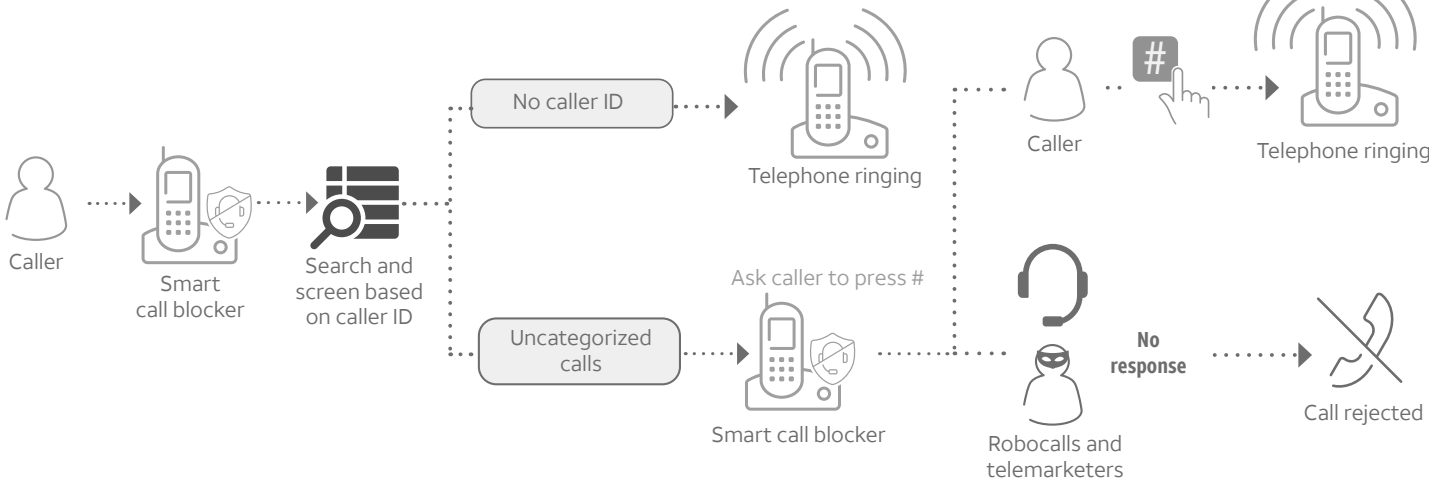 Caller
Smart
call blocker
Search and
screen based
on caller ID
No caller ID
Telephone ringing
Uncategorized
calls
Ask caller to press #
Smart call blocker
Caller
#
Telephone ringing
Robocalls and
telemarketers
No
response
Call rejected